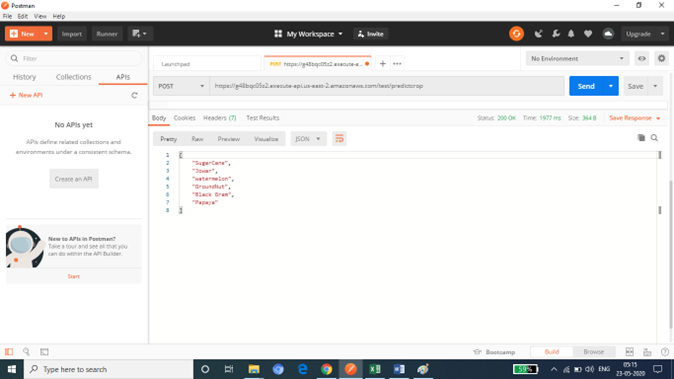 Postman
File Edit View Help
New Import Runner My Workspace Invite Upgrade
Filter
History Collections APIs
New API
No APIs yet
APIs define related collections and
environments under a consistent schema.
Create an API
New to APIs in Postman?
Take a tour and see all that you
can do within the API Builder.
Start
Launchpad POST https://g48bqc05z2.execute-a... No Environment
POST https://g48bqc05z2.execute-api.us-east-2.amazonaws.com/test/predictcrop Send Save
Body Cookies Headers (7) Test Results Status: 200 OK Time: 1977 ms Size: 364 B Save Response
Pretty Raw Preview Visualize JSON
1 [
2 "SugarCane",
3 "Jowar",
4 "watermelon",
5 "GroundNut",
6 "Black Gram",
7 "Papaya"
8 ]
Bootcamp Build Browse
Type here to search 59% ENG 05:15
23-05-2020